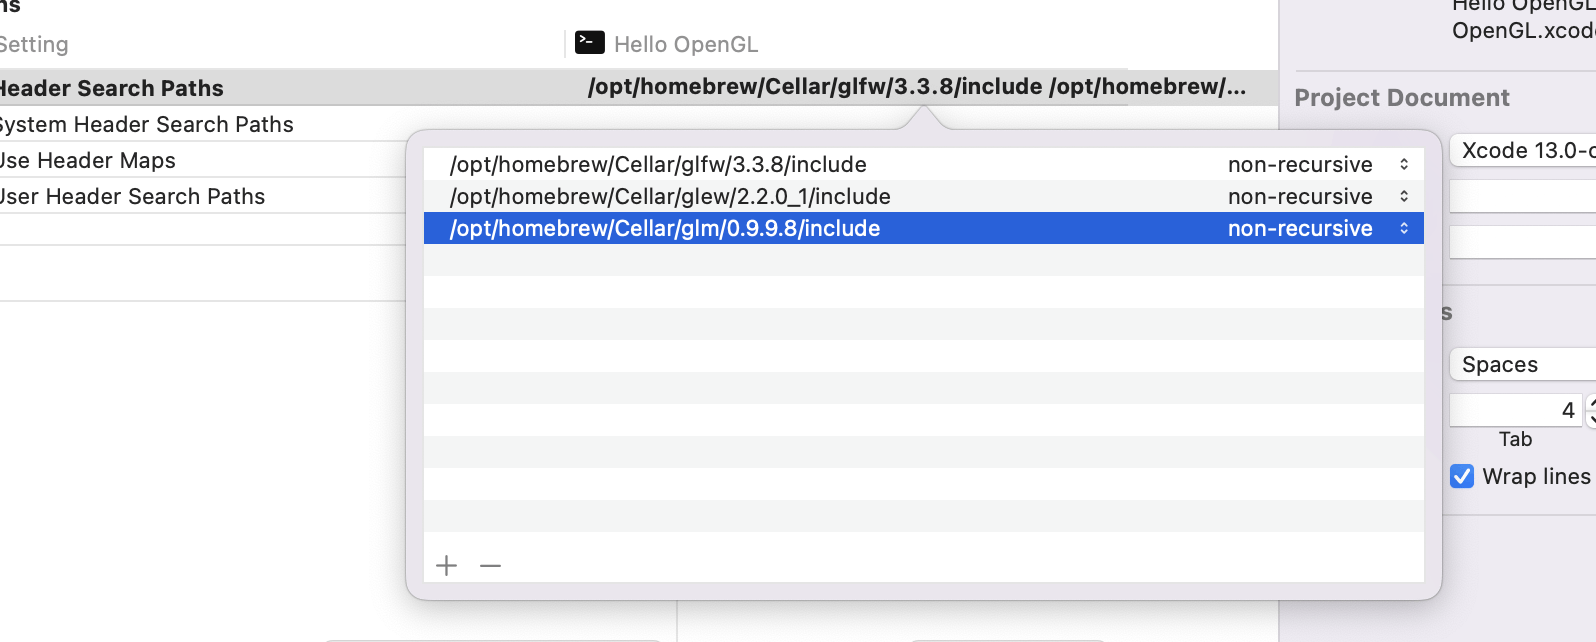 Setting
Hello OpenGL
Header Search Paths
/opt/homebrew/Cellar/glfw/3.3.8/include /opt/homebrew/...
System Header Search Paths
Use Header Maps
User Header Search Paths
/opt/homebrew/Cellar/glfw/3.3.8/include non-recursive
/opt/homebrew/Cellar/glew/2.2.0_1/include non-recursive
/opt/homebrew/Cellar/glm/0.9.9.8/include non-recursive
Hello OpenGL
OpenGL.xcod
Project Document
Xcode 13.0-c
Spaces
4
Tab
Wrap lines